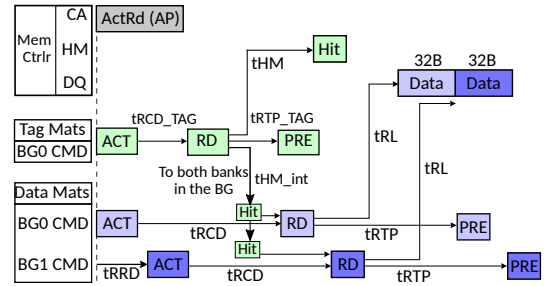 CA
ActRd (AP)
Mem
Ctrlr
HM
DQ
Hit
tHM
32B 32B
Data Data
tRCD_TAG
tRTP_TAG
Tag Mats
BG0 CMD
ACT
RD
PRE
tRL
tRL
To both banks
in the BG
tHM_int
Data Mats
BG0 CMD
ACT
tRCD
Hit
RD
tRTP
PRE
Hit
BG1 CMD
tRRD
ACT
tRCD
RD
tRTP
PRE